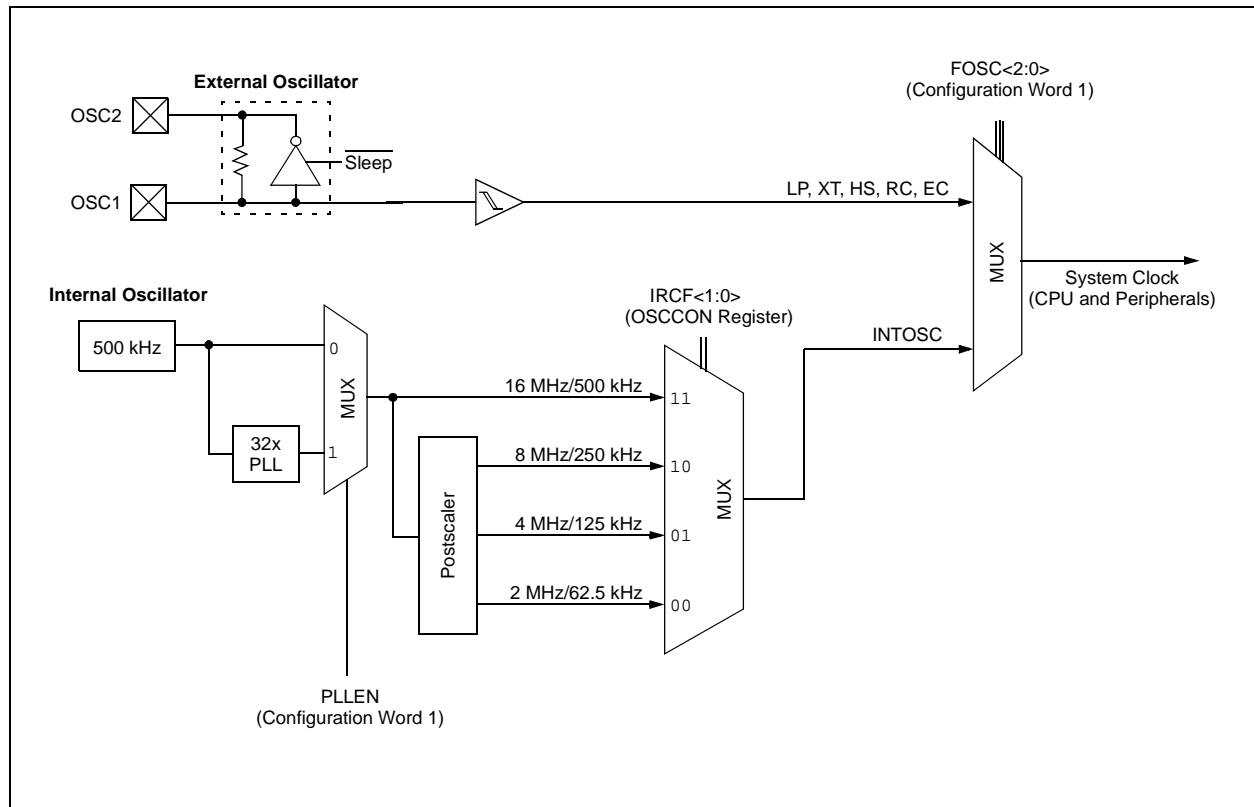 FOSC<2:0>
(Configuration Word 1)
External Oscillator
OSC2
Sleep
OSC1
LP, XT, HS, RC, EC
MUX
System Clock
(CPU and Peripherals)
Internal Oscillator
IRCF<1:0>
(OSCCON Register)
500 kHz
0
MUX
INTOSC
16 MHz/500 kHz
11
32x
PLL
1
8 MHz/250 kHz
10
MUX
Postscaler
4 MHz/125 kHz
01
2 MHz/62.5 kHz
00
PLLEN
(Configuration Word 1)